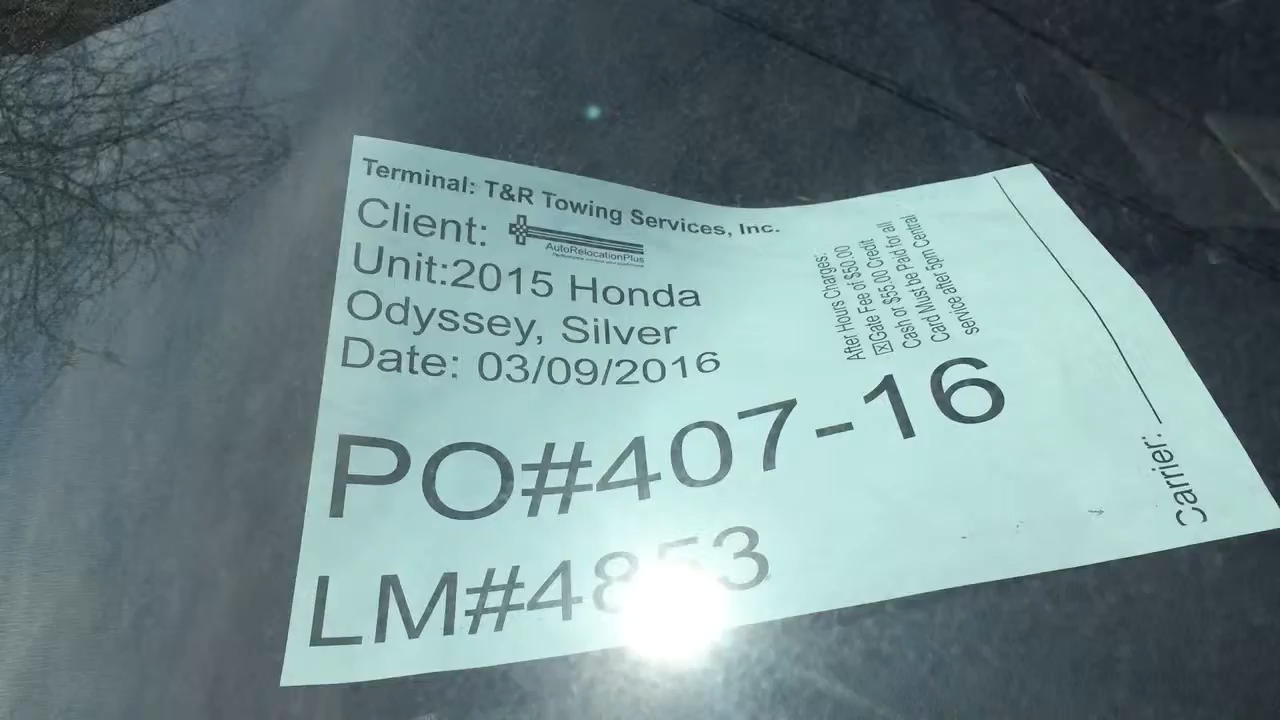 Terminal: T&R Towing Services, Inc.
Client:
AutoRelocationPlus
Unit:2015 Honda
Odyssey, Silver
Date: 03/09/2016
PO#407-16
After Hours Charges:
☒Gate Fee of $50.00
Cash or $55.00 Credit
Card Must be Paid for all
service after 5pm Central
Carrier: